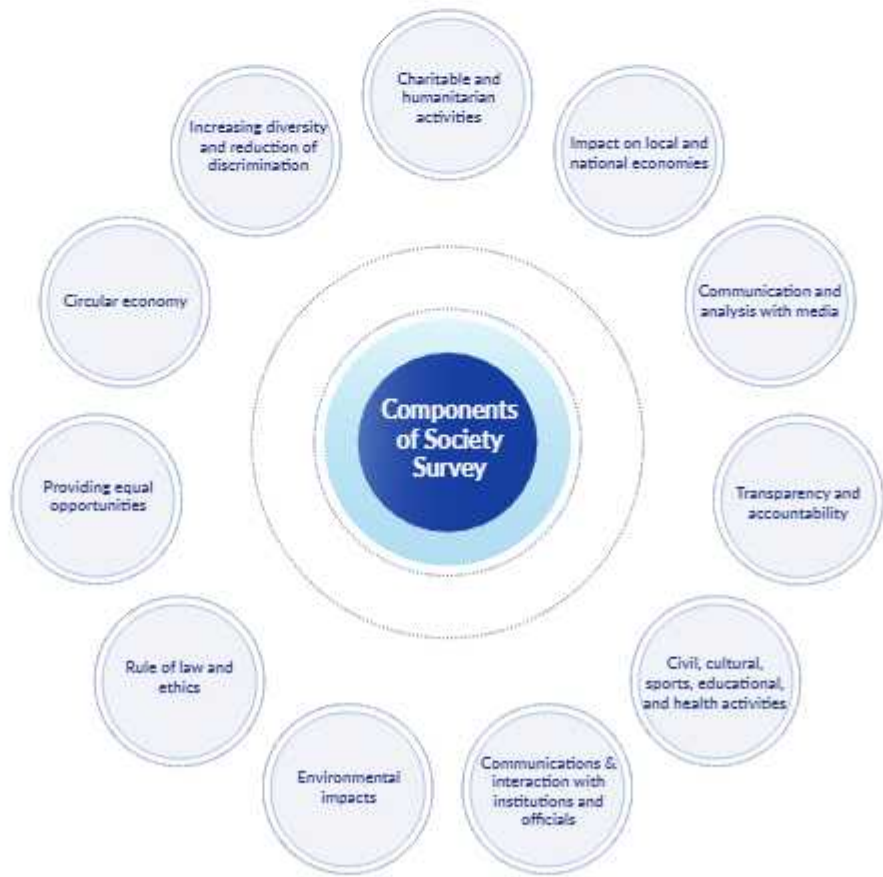 Charitable and
humanitarian
activities
Impact on local and
national economies
Communication and
analysis with media
Transparency and
accountability
Civil, cultural,
sports, educational,
and health activities
Communications &
interaction with
institutions and
officials
Environmental
impacts
Rule of law and
ethics
Providing equal
opportunities
Circular economy
Increasing diversity
and reduction of
discrimination
Components
of Society
Survey